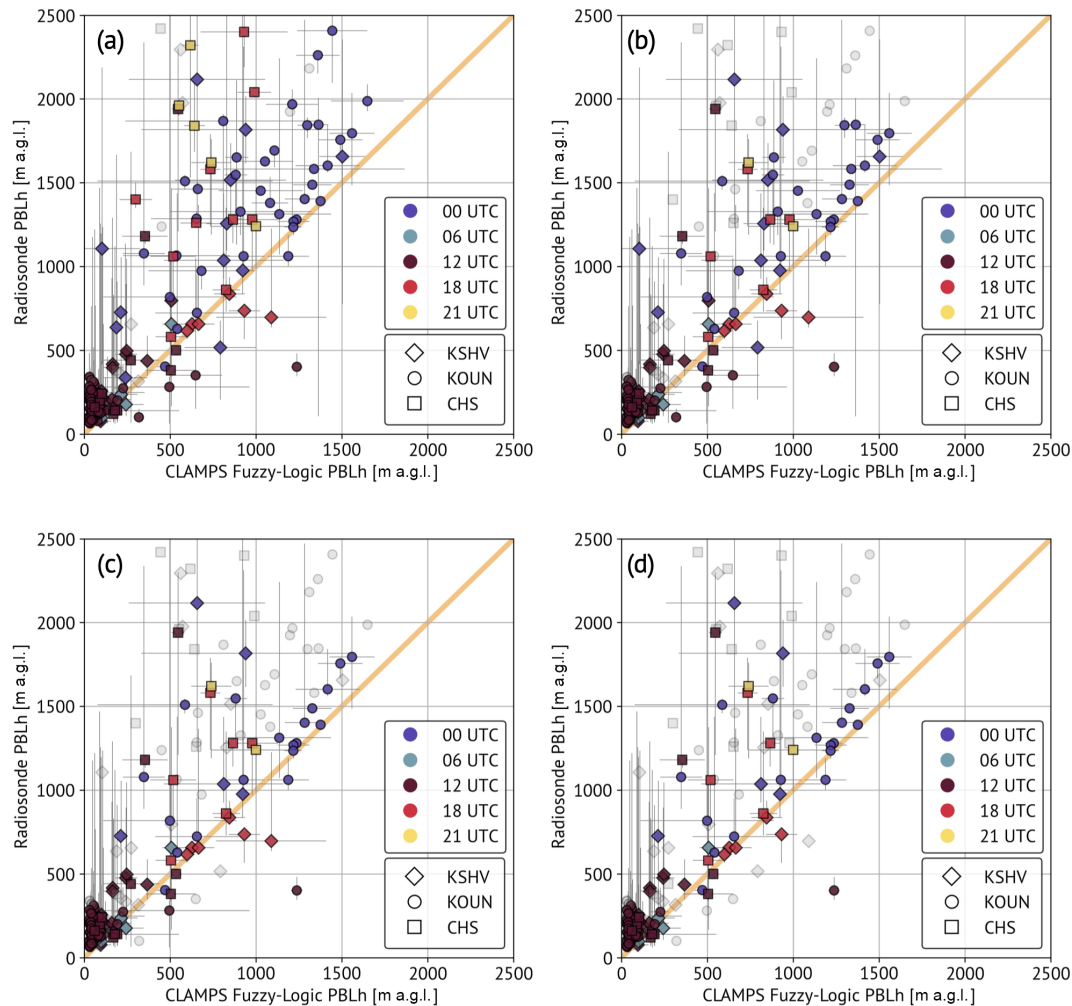 (a)
2500
2000
1500
1000
500
0
Radiosonde PBLh [m a.g.l.]
00 UTC
06 UTC
12 UTC
18 UTC
21 UTC
KSHV
KOUN
CHS
0 500 1000 1500 2000 2500
CLAMPS Fuzzy-Logic PBLh [m a.g.l.]
(b)
2500
2000
1500
1000
500
0
Radiosonde PBLh [m a.g.l.]
00 UTC
06 UTC
12 UTC
18 UTC
21 UTC
KSHV
KOUN
CHS
0 500 1000 1500 2000 2500
CLAMPS Fuzzy-Logic PBLh [m a.g.l.]
(c)
2500
2000
1500
1000
500
0
Radiosonde PBLh [m a.g.l.]
00 UTC
06 UTC
12 UTC
18 UTC
21 UTC
KSHV
KOUN
CHS
0 500 1000 1500 2000 2500
CLAMPS Fuzzy-Logic PBLh [m a.g.l.]
(d)
2500
2000
1500
1000
500
0
Radiosonde PBLh [m a.g.l.]
00 UTC
06 UTC
12 UTC
18 UTC
21 UTC
KSHV
KOUN
CHS
0 500 1000 1500 2000 2500
CLAMPS Fuzzy-Logic PBLh [m a.g.l.]